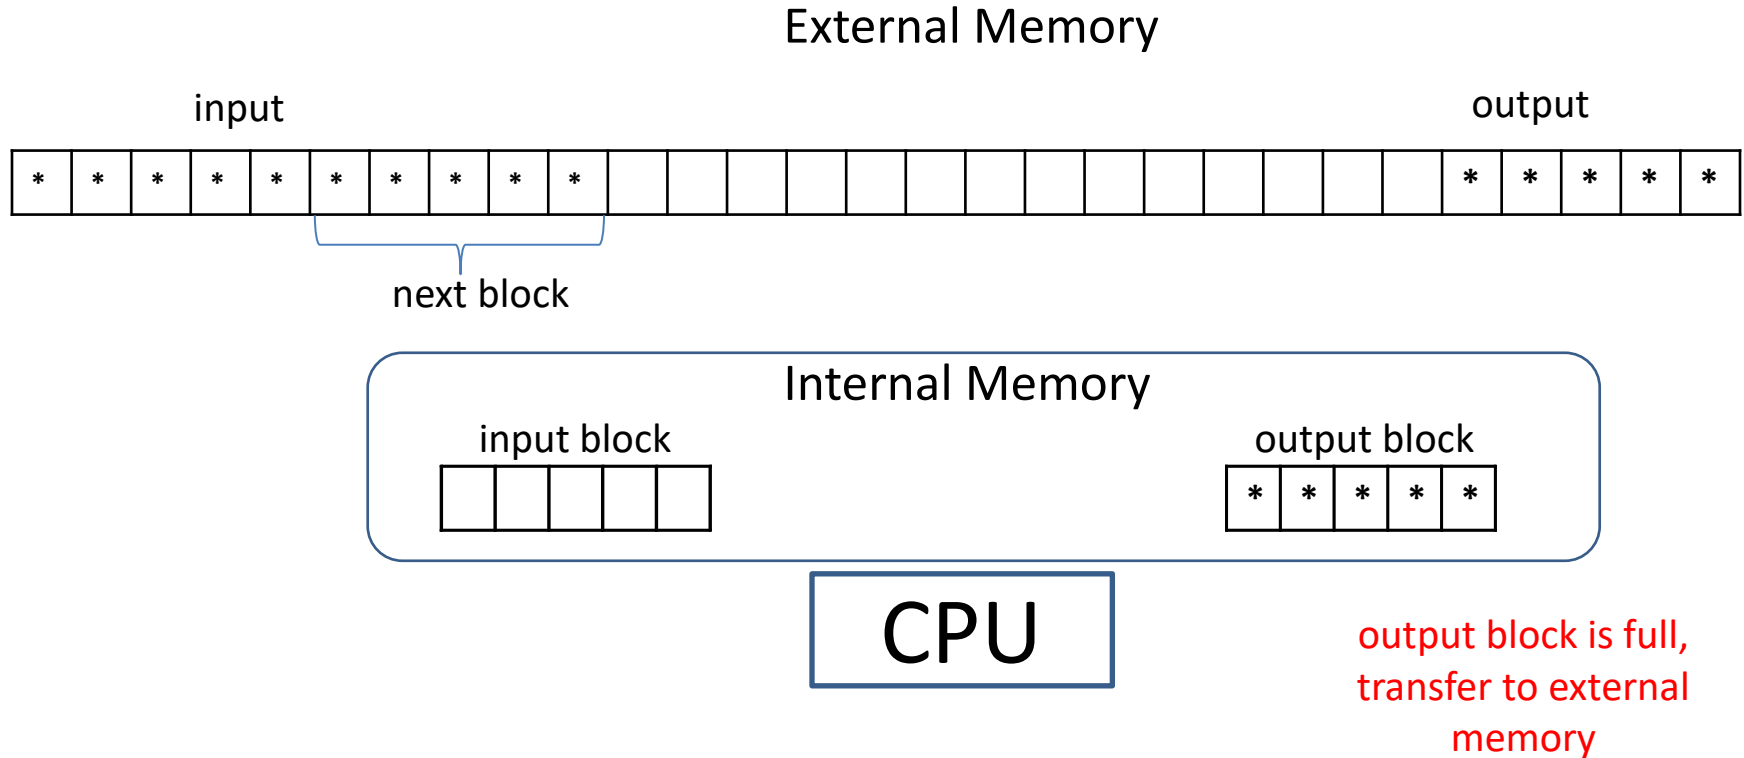 External Memory
input
output
* * * * * * * * * * * * * * *
next block
Internal Memory
input block
output block
* * * * *
CPU
output block is full,
transfer to external
memory